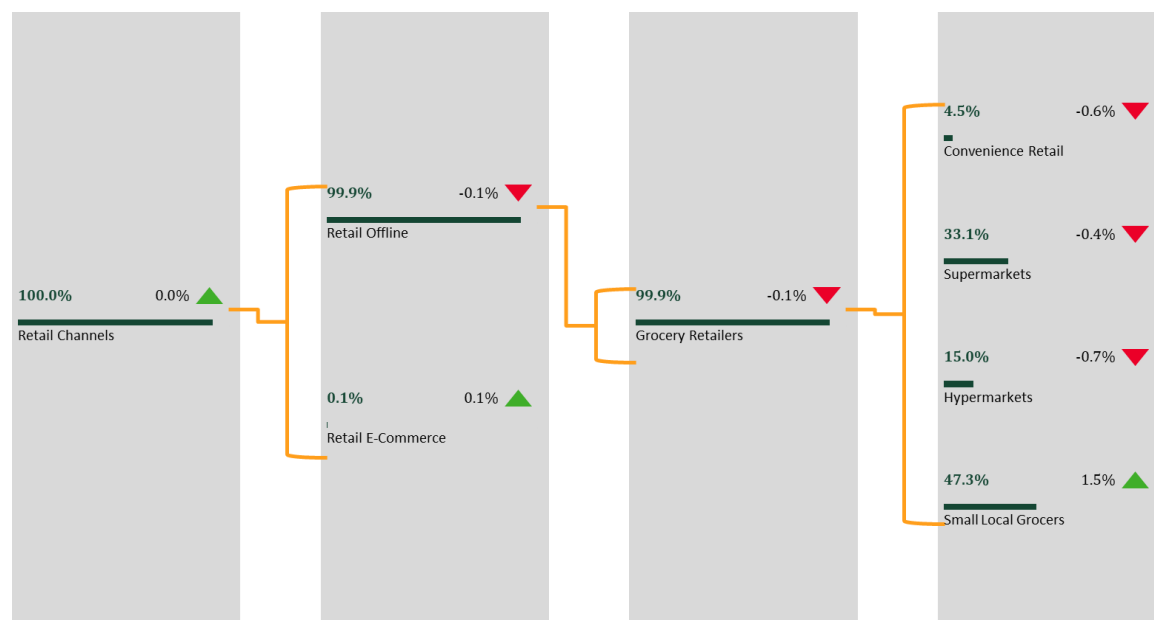 100.0% 0.0%
Retail Channels
99.9% -0.1%
Retail Offline
0.1% 0.1%
Retail E-Commerce
99.9% -0.1%
Grocery Retailers
4.5% -0.6%
Convenience Retail
33.1% -0.4%
Supermarkets
15.0% -0.7%
Hypermarkets
47.3% 1.5%
Small Local Grocers